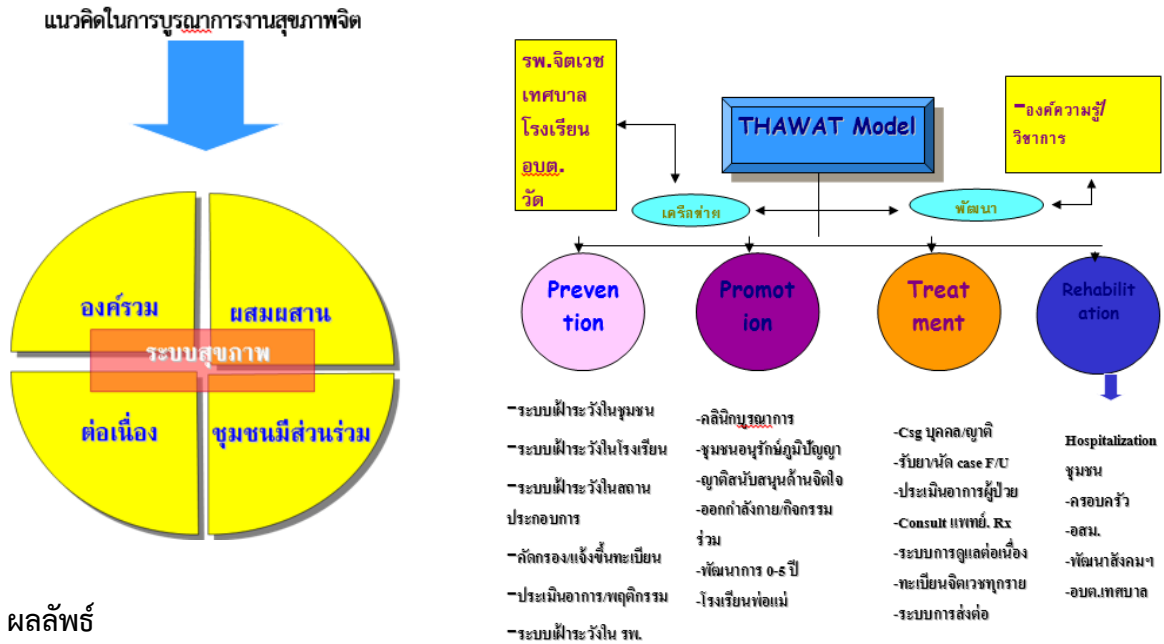 แนวคิดในการบูรณาการงานสุขภาพจิต
องค์รวม
ผสมผสาน
ระบบสุขภาพ
ต่อเนื่อง
ชุมชนมีส่วนร่วม
ผลลัพธ์
รพ.จิตเวช
เทศบาล
โรงเรียน
อบต.
วัด
THAWAT Model
-องค์ความรู้/
วิชาการ
เครือข่าย
พัฒนา
Preven
tion
Promot
ion
Treat
ment
Rehabilit
ation
-ระบบเฝ้าระวังในชุมชน
-ระบบเฝ้าระวังในโรงเรียน
-ระบบเฝ้าระวังในสถาน
ประกอบการ
-คัดกรอง/แจ้งขึ้นทะเบียน
-ประเมินอาการ/พฤติกรรม
-ระบบเฝ้าระวังใน รพ.
-คลินิกบูรณาการ
-ชุมชนอนุรักษ์ภูมิปัญญา
-ญาติสนับสนุนด้านจิตใจ
-ออกกำลังกาย/กิจกรรม
ร่วม
-พัฒนาการ 0-5 ปี
-โรงเรียนพ่อแม่
-Csg บุคคล/ญาติ
-รับยา/นัด case F/U
-ประเมินอาการผู้ป่วย
-Consult แพทย์. Rx
-ระบบการดูแลต่อเนื่อง
-ทะเบียนจิตเวชทุกราย
-ระบบการส่งต่อ
Hospitalization
ชุมชน
-ครอบครัว
-อสม.
-พัฒนาสังคมฯ
-อบต.เทศบาล